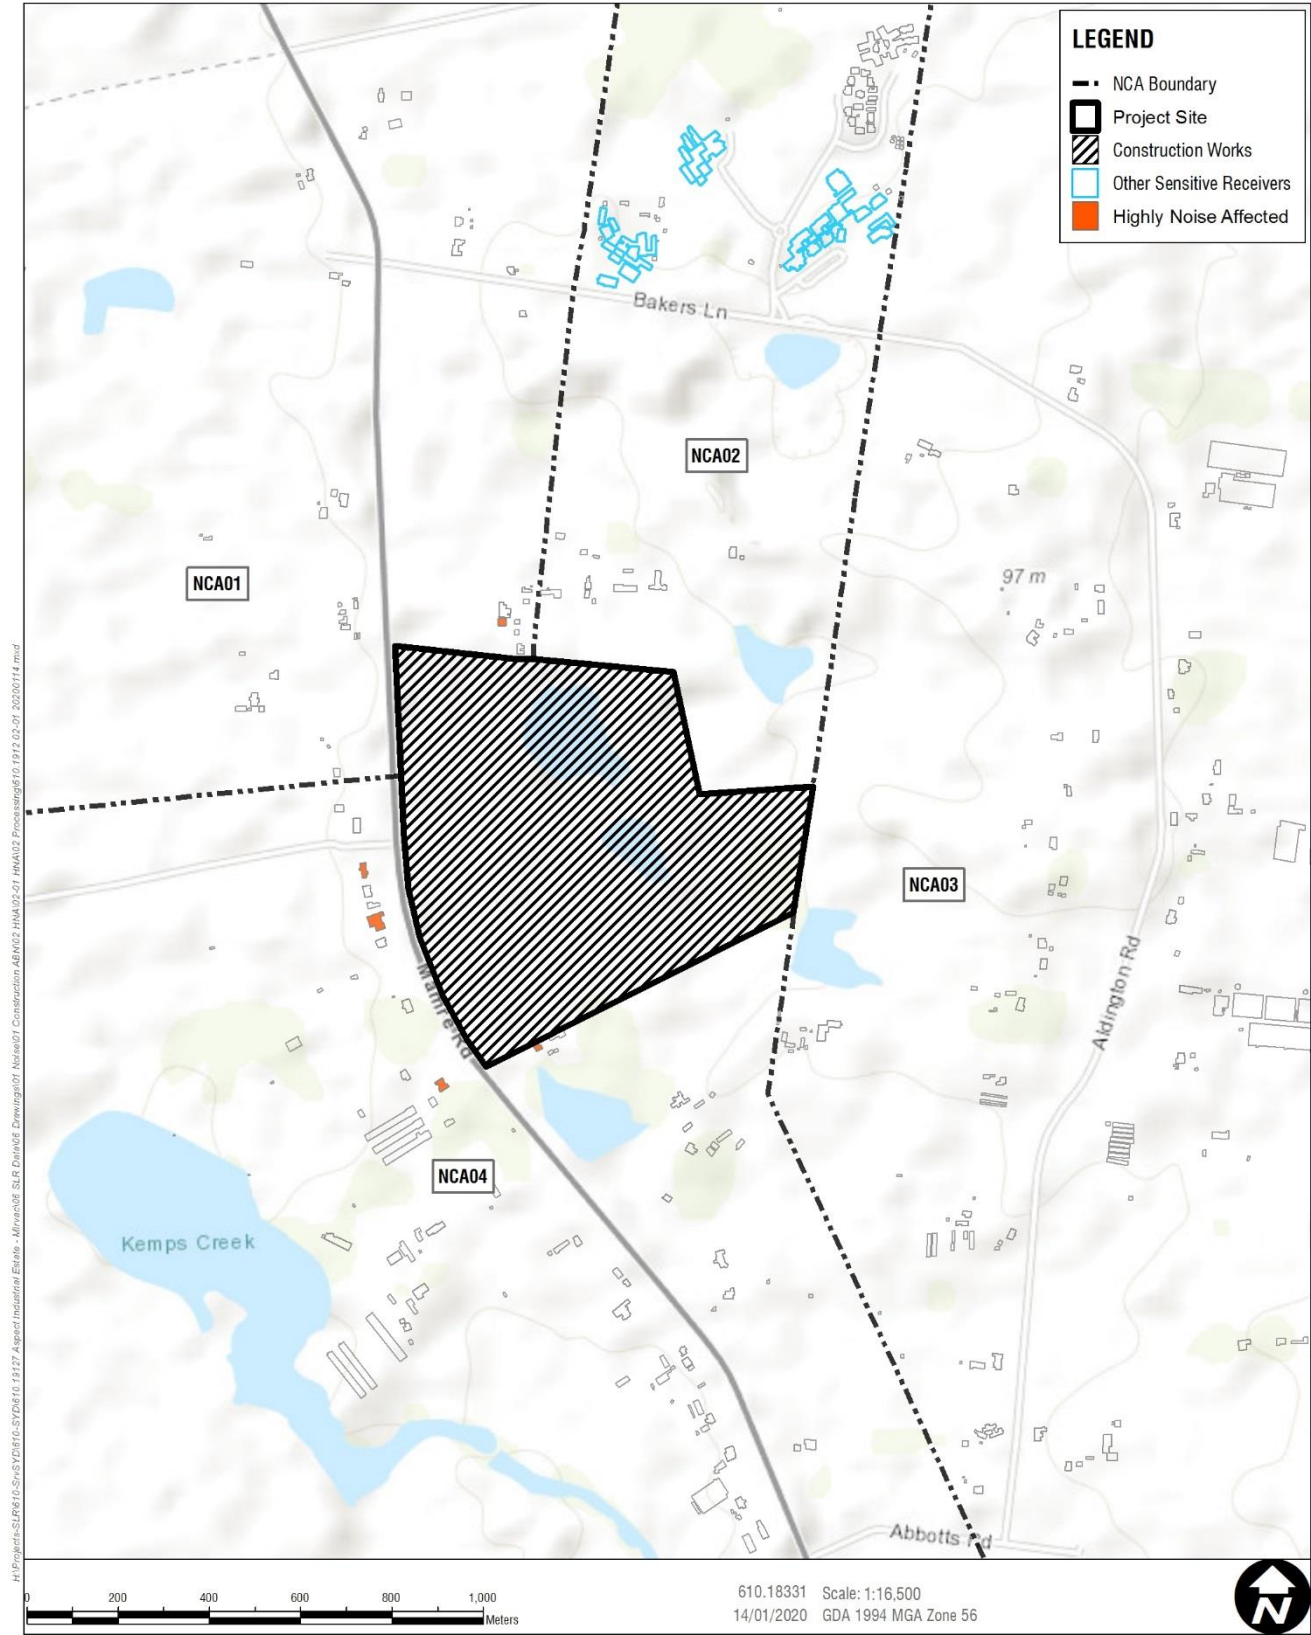 LEGEND
NCA Boundary
Project Site
Construction Works
Other Sensitive Receivers
Highly Noise Affected
Bakers Ln
NCA02
97 m
NCA01
NCA03
Aldington Rd
Mamre Rd
NCA04
Kemps Creek
Abbotts Rd
0 200 400 600 800 1,000
Meters
610.18331 Scale: 1:16,500
14/01/2020 GDA 1994 MGA Zone 56
N